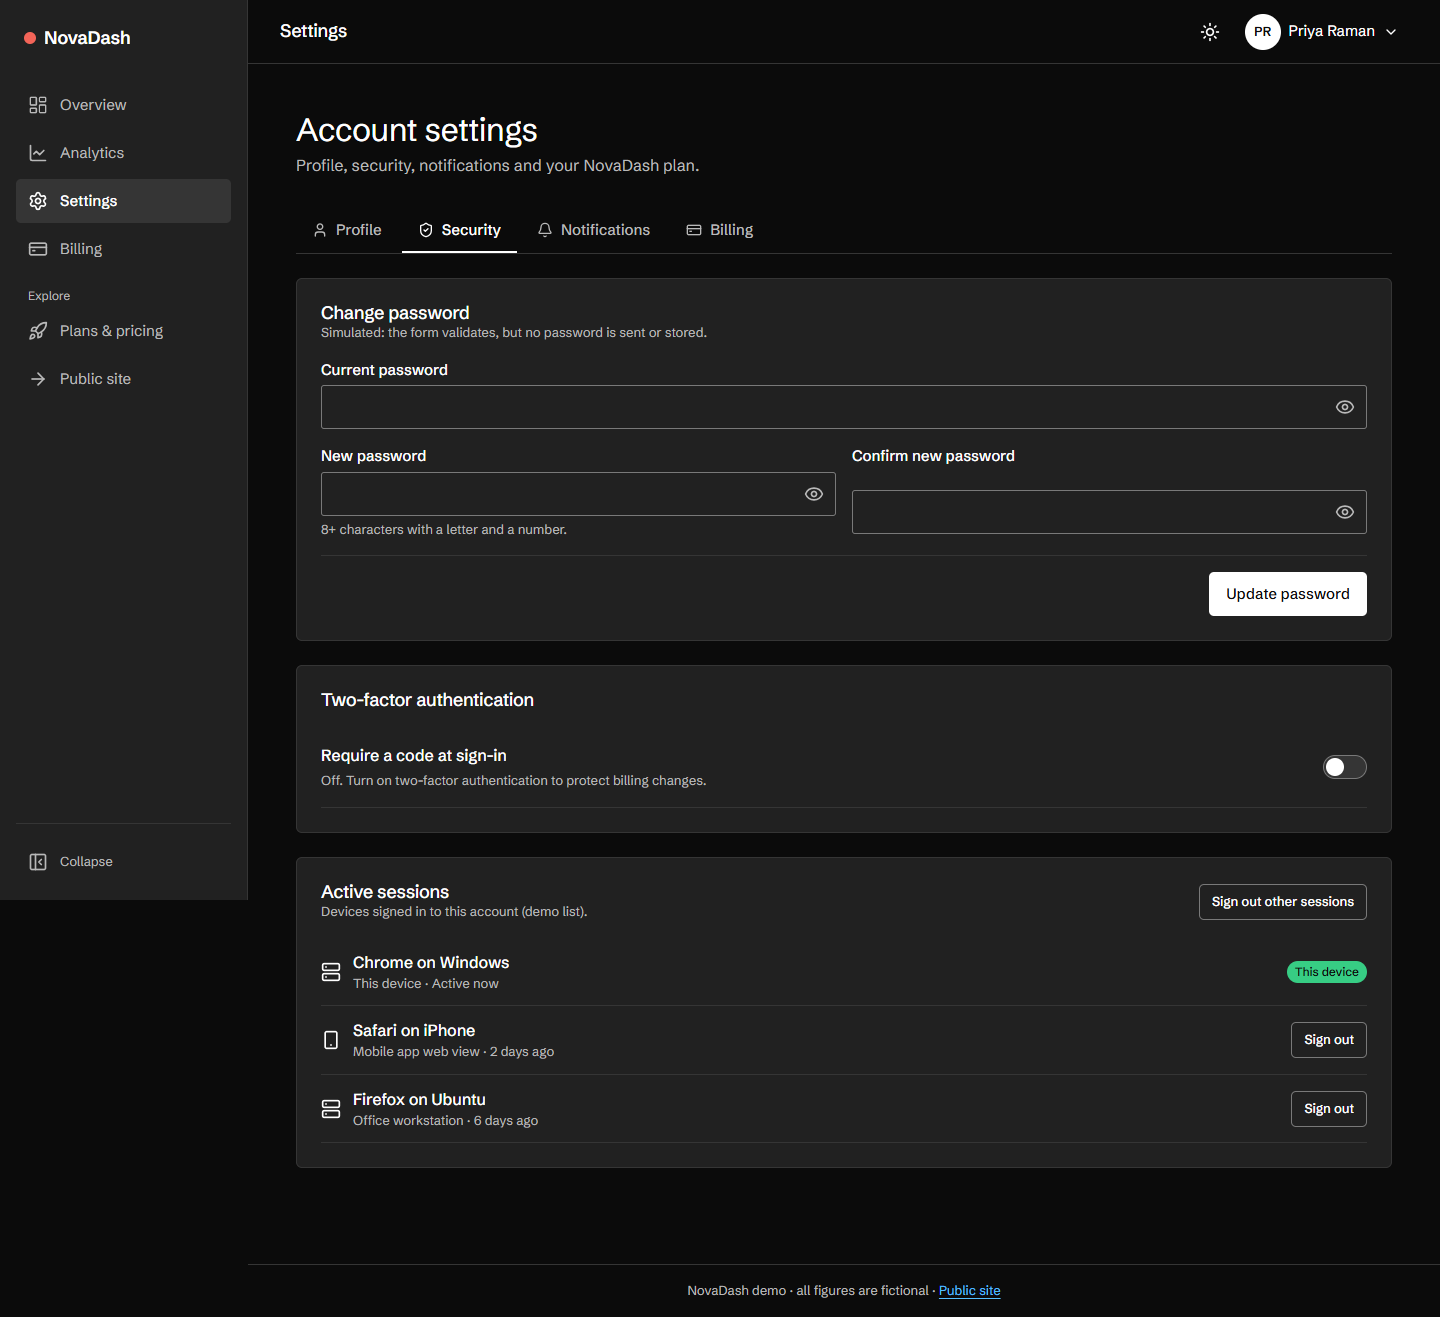 NovaDash
Overview
Analytics
Settings
Billing
Explore
Plans & pricing
Public site
Collapse
Settings
PR
Priya Raman
Account settings
Profile, security, notifications and your NovaDash plan.
Profile
Security
Notifications
Billing
Change password
Simulated: the form validates, but no password is sent or stored.
Current password
New password
Confirm new password
8+ characters with a letter and a number.
Update password
Two-factor authentication
Require a code at sign-in
Off. Turn on two-factor authentication to protect billing changes.
Active sessions
Devices signed in to this account (demo list).
Sign out other sessions
Chrome on Windows
This device · Active now
This device
Safari on iPhone
Mobile app web view · 2 days ago
Sign out
Firefox on Ubuntu
Office workstation · 6 days ago
Sign out
NovaDash demo · all figures are fictional · Public site